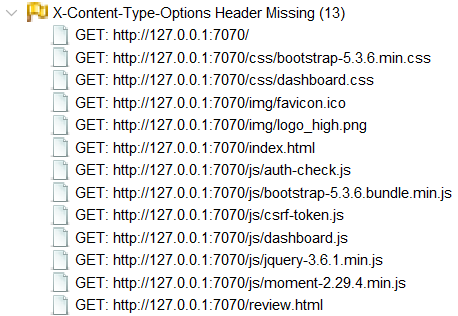 X-Content-Type-Options Header Missing (13)
GET: http://127.0.0.1:7070/
GET: http://127.0.0.1:7070/css/bootstrap-5.3.6.min.css
GET: http://127.0.0.1:7070/css/dashboard.css
GET: http://127.0.0.1:7070/img/favicon.ico
GET: http://127.0.0.1:7070/img/logo_high.png
GET: http://127.0.0.1:7070/index.html
GET: http://127.0.0.1:7070/js/auth-check.js
GET: http://127.0.0.1:7070/js/bootstrap-5.3.6.bundle.min.js
GET: http://127.0.0.1:7070/js/csrf-token.js
GET: http://127.0.0.1:7070/js/dashboard.js
GET: http://127.0.0.1:7070/js/jquery-3.6.1.min.js
GET: http://127.0.0.1:7070/js/moment-2.29.4.min.js
GET: http://127.0.0.1:7070/review.html